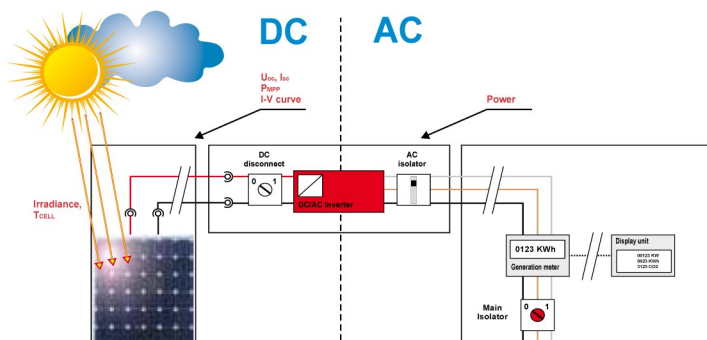 DC
AC
Uoc, Isc
PMPP
I-V curve
Power
DC
disconnect
AC
isolator
0 1
DC/AC Inverter
Irradiance,
TCELL
0123 KWh
Generation meter
Display unit
00123 KW
0023 KWh
3123 CO2
Main
Isolator
0 1